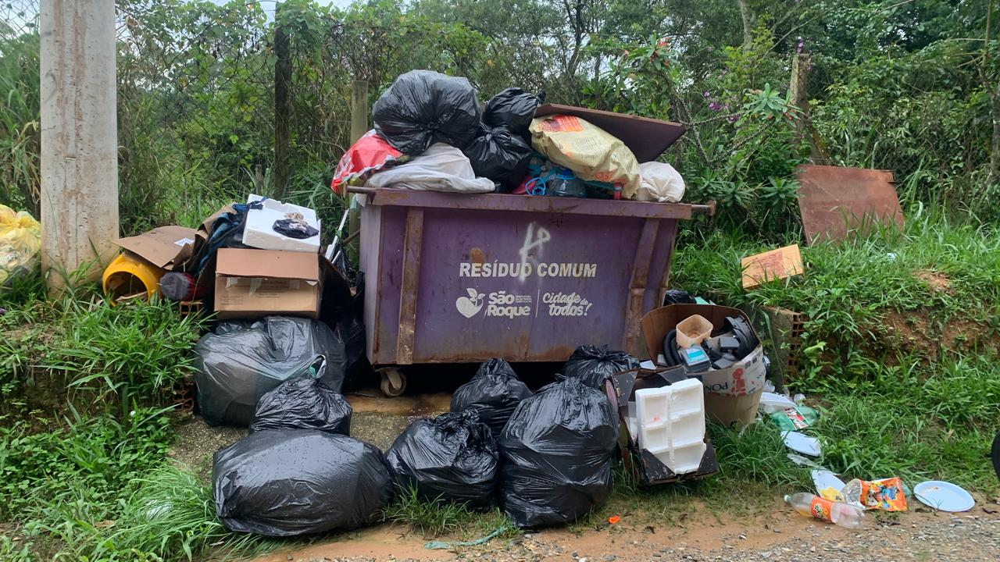 RESÍDUO COMUM
São
Roque
Cidade de
todos!